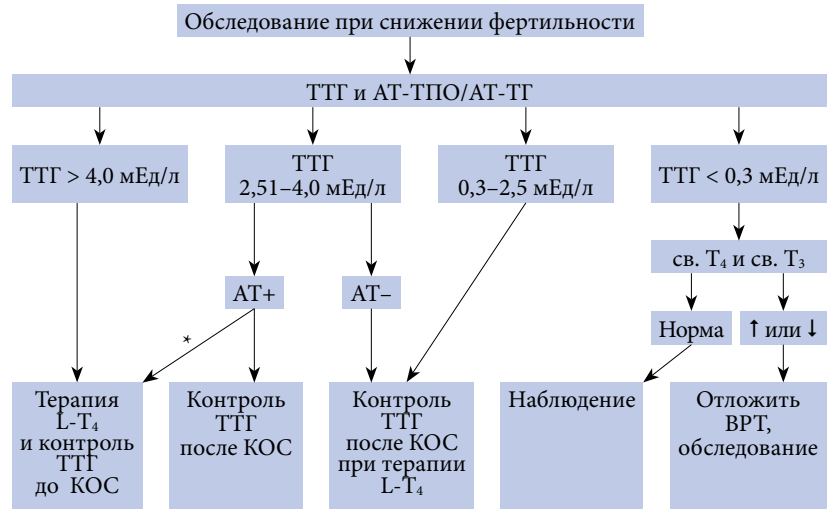 Обследование при снижении фертильности
ТТГ и АТ-ТПО/АТ-ТГ
ТТГ > 4,0 мЕд/л
ТТГ
2,51–4,0 мЕд/л
ТТГ
0,3–2,5 мЕд/л
ТТГ < 0,3 мЕд/л
св. Т₄ и св. Т₃
АТ+
АТ–
Норма
↑ или ↓
*
Терапия
L-T₄
и контроль
ТТГ
до КОС
Контроль
ТТГ
после КОС
Контроль
ТТГ
после КОС
при терапии
L-T₄
Наблюдение
Отложить
ВРТ,
обследование